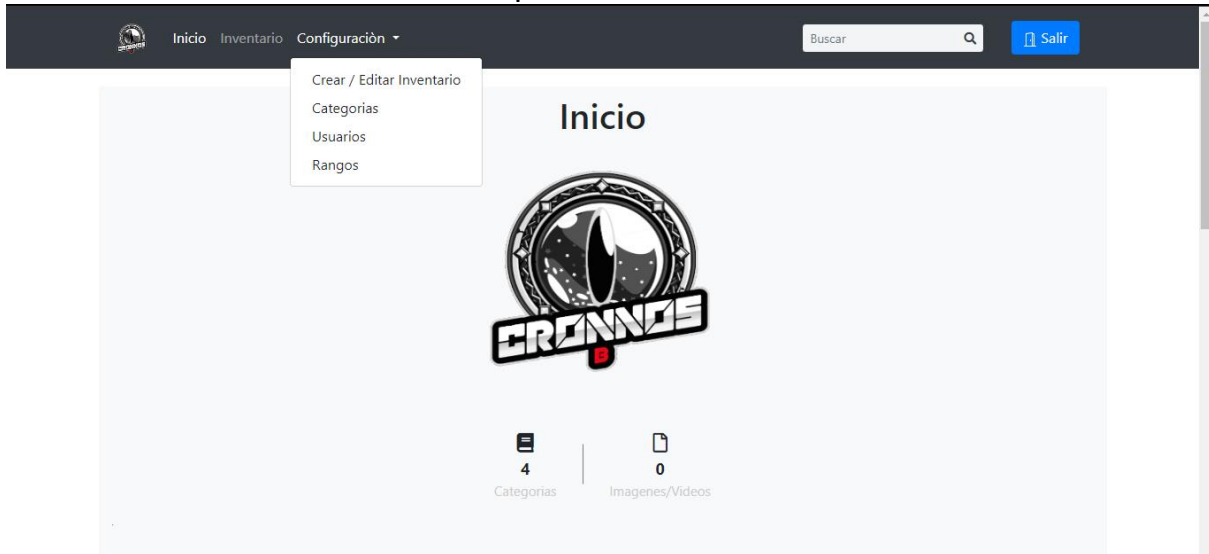 Inicio Inventario Configuraciòn Buscar Salir
Crear / Editar Inventario
Categorias
Usuarios
Rangos
Inicio
CRONNOS
B
4 0
Categorias Imagenes/Videos